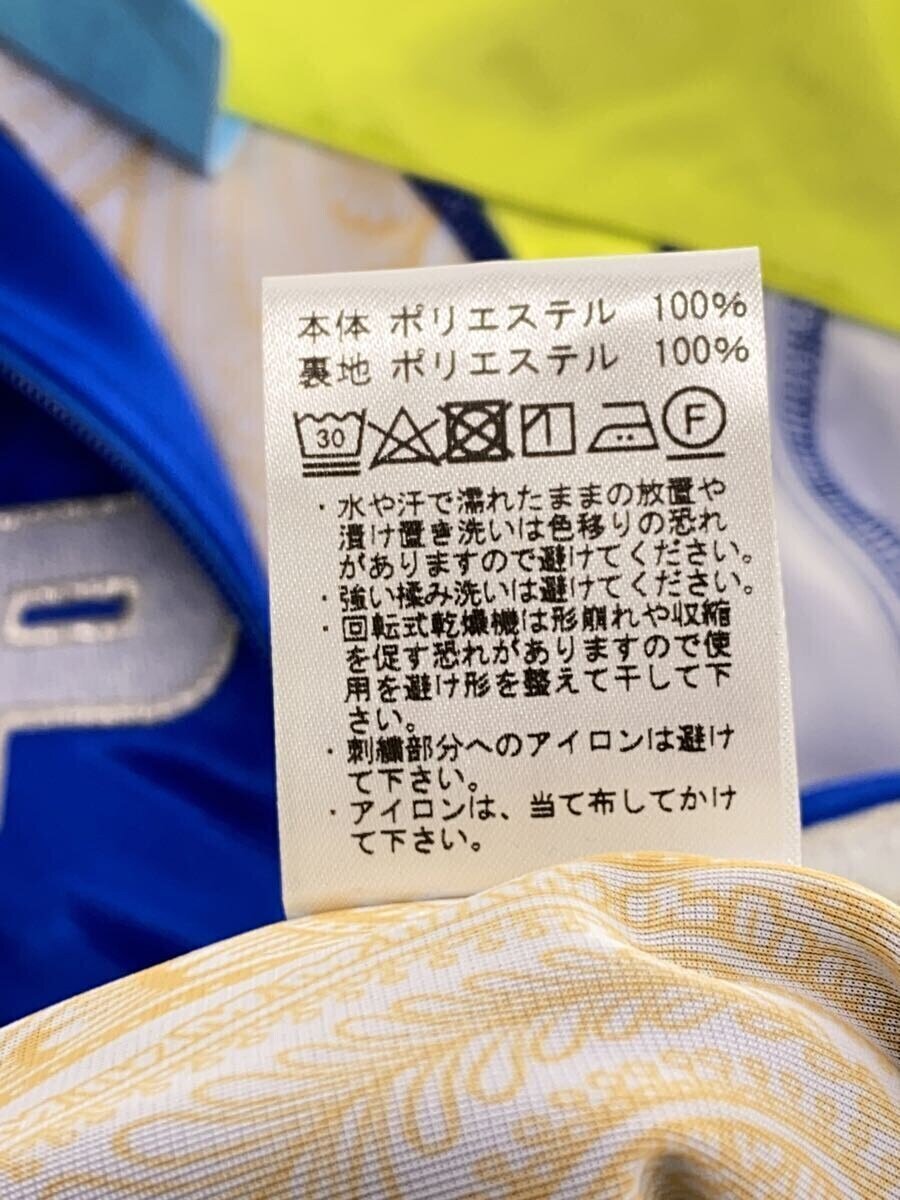 本体 ポリエステル 100%
裏地 ポリエステル 100%
30 F
・水や汗で濡れたままの放置や
漬け置き洗いは色移りの恐れ
がありますので避けてください。
・強い揉み洗いは避けてください。
・回転式乾燥機は形崩れや収縮
を促す恐れがありますので使
用を避け形を整えて干して下
さい。
・刺繍部分へのアイロンは避け
て下さい。
・アイロンは、当て布してかけ
て下さい。